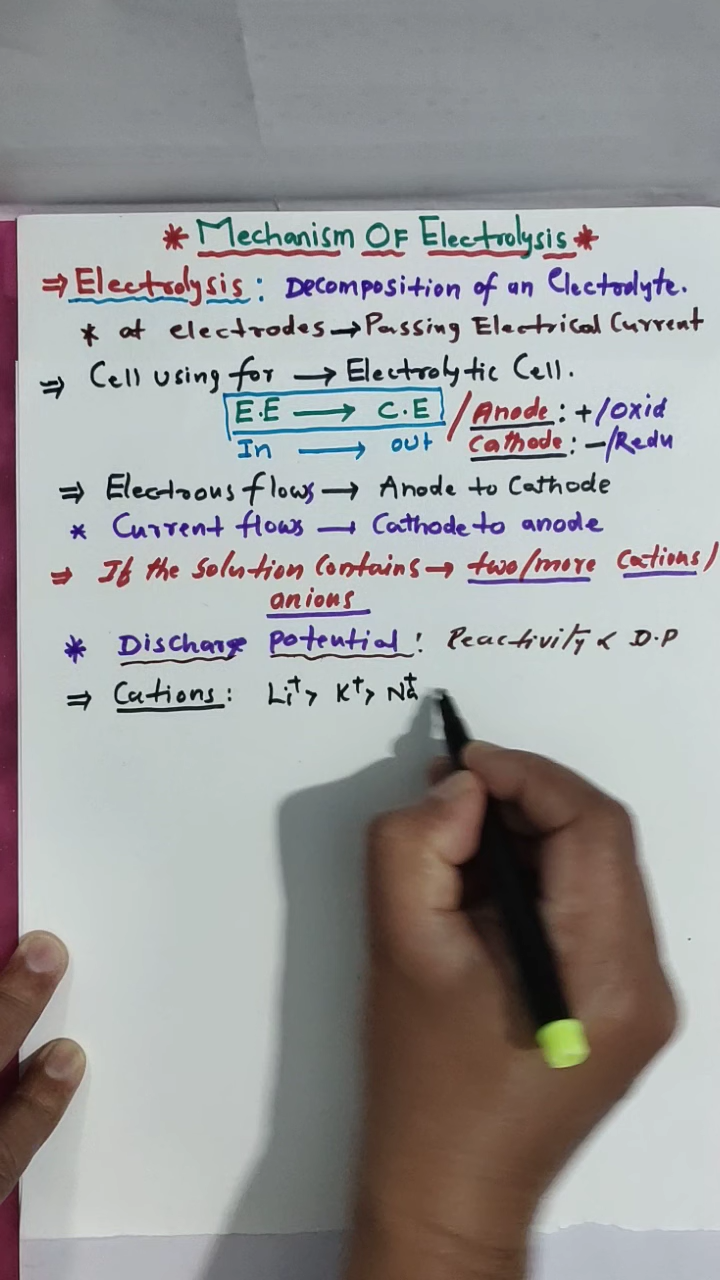 * Mechanism OF Electrolysis *
⇒ Electrolysis: Decomposition of an Electrolyte.
* at electrodes → Passing Electrical Current
⇒ Cell using for → Electrolytic Cell.
E.E → C.E / Anode: +/Oxid
In → out Cathode: -/Redu
⇒ Electrons flows → Anode to Cathode
* Current flows → Cathode to anode
⇒ If the Solution Contains → two/more Cations/
anions
* Discharge potential: Reactivity ∝ D.P
⇒ Cations: Li⁺> K⁺> Na⁺